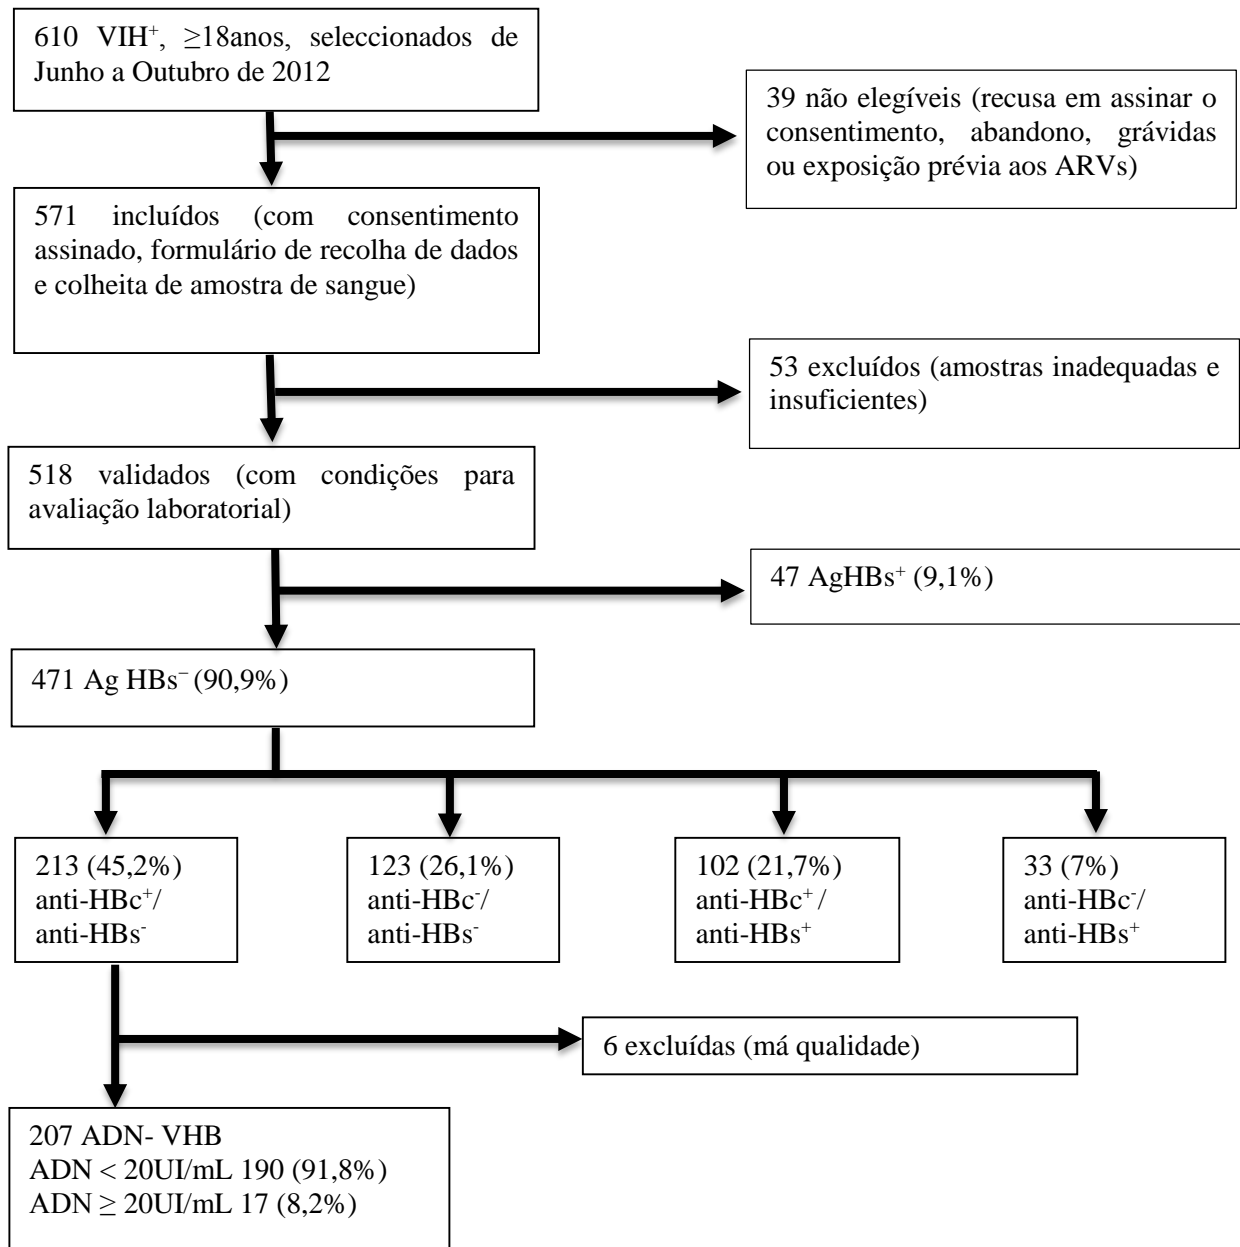 610 VIH⁺, ≥18anos, seleccionados de
Junho a Outubro de 2012
39 não elegíveis (recusa em assinar o
consentimento, abandono, grávidas
ou exposição prévia aos ARVs)
571 incluídos (com consentimento
assinado, formulário de recolha de dados
e colheita de amostra de sangue)
53 excluídos (amostras inadequadas e
insuficientes)
518 validados (com condições para
avaliação laboratorial)
47 AgHBs⁺ (9,1%)
471 Ag HBs⁻ (90,9%)
213 (45,2%)
anti-HBc⁺/
anti-HBs⁻
123 (26,1%)
anti-HBc⁻/
anti-HBs⁻
102 (21,7%)
anti-HBc⁺ /
anti-HBs⁺
33 (7%)
anti-HBc⁻/
anti-HBs⁺
6 excluídas (má qualidade)
207 ADN- VHB
ADN < 20UI/mL 190 (91,8%)
ADN ≥ 20UI/mL 17 (8,2%)